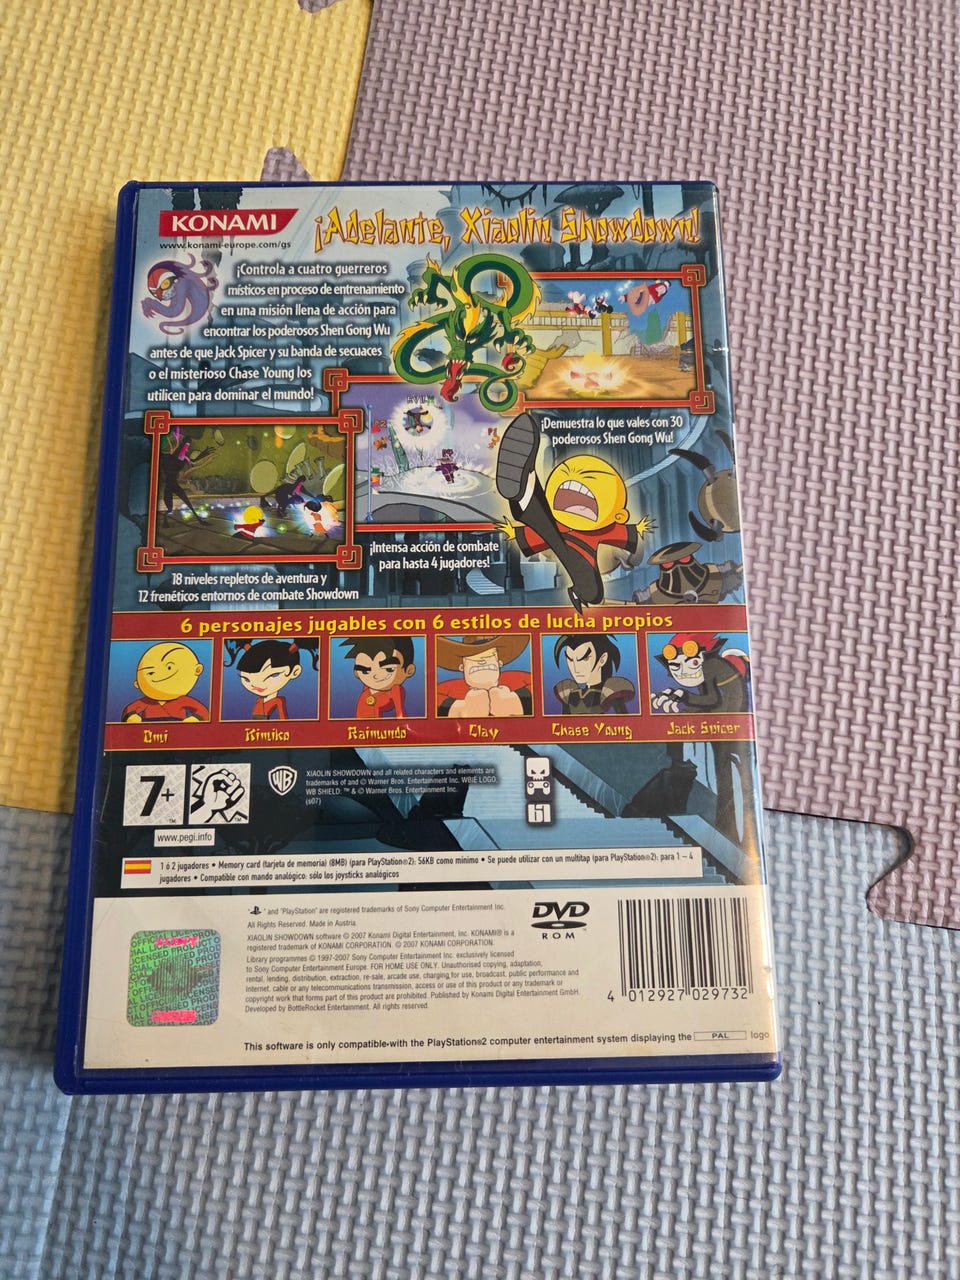 KONAMI
www.konami-europe.com/gs
¡Adelante, Xiaolin Showdown!
¡Controla a cuatro guerreros
místicos en proceso de entrenamiento
en una misión llena de acción para
encontrar los poderosos Shen Gong Wu
antes de que Jack Spicer y su banda de secuaces
o el misterioso Chase Young los
utilicen para dominar el mundo!
¡Demuestra lo que vales con 30
poderosos Shen Gong Wu!
¡Intensa acción de combate
para hasta 4 jugadores!
18 niveles repletos de aventura y
12 frenéticos entornos de combate Showdown
6 personajes jugables con 6 estilos de lucha propios
Omi Kimiko Raimundo Clay Chase Young Jack Spicer
7+
www.pegi.info
WB
XIAOLIN SHOWDOWN and all related characters and elements are
trademarks of and © Warner Bros. Entertainment Inc. WBIE LOGO,
WB SHIELD: ™ & © Warner Bros. Entertainment Inc.
(s07)
1 ó 2 jugadores • Memory card (tarjeta de memoria) (8MB) (para PlayStation®2): 56KB como mínimo • Se puede utilizar con un multitap (para PlayStation®2): para 1 – 4
jugadores • Compatible con mando analógico: sólo los joysticks analógicos
" " and "PlayStation" are registered trademarks of Sony Computer Entertainment Inc.
All Rights Reserved. Made in Austria.
XIAOLIN SHOWDOWN software © 2007 Konami Digital Entertainment, Inc. KONAMI® is a
registered trademark of KONAMI CORPORATION. © 2007 KONAMI CORPORATION.
Library programmes © 1997-2007 Sony Computer Entertainment Inc. exclusively licensed
to Sony Computer Entertainment Europe. FOR HOME USE ONLY. Unauthorised copying, adaptation,
rental, lending, distribution, extraction, re-sale, arcade use, charging for use, broadcast, public performance and
internet, cable or any telecommunications transmission, access or use of this product or any trademark or
copyright work that forms part of this product are prohibited. Published by Konami Digital Entertainment GmbH.
Developed by BottleRocket Entertainment. All rights reserved.
DVD
ROM
4 012927 029732
OFFICIAL LICENSED PRODUCT
This software is only compatible with the PlayStation®2 computer entertainment system displaying the PAL logo